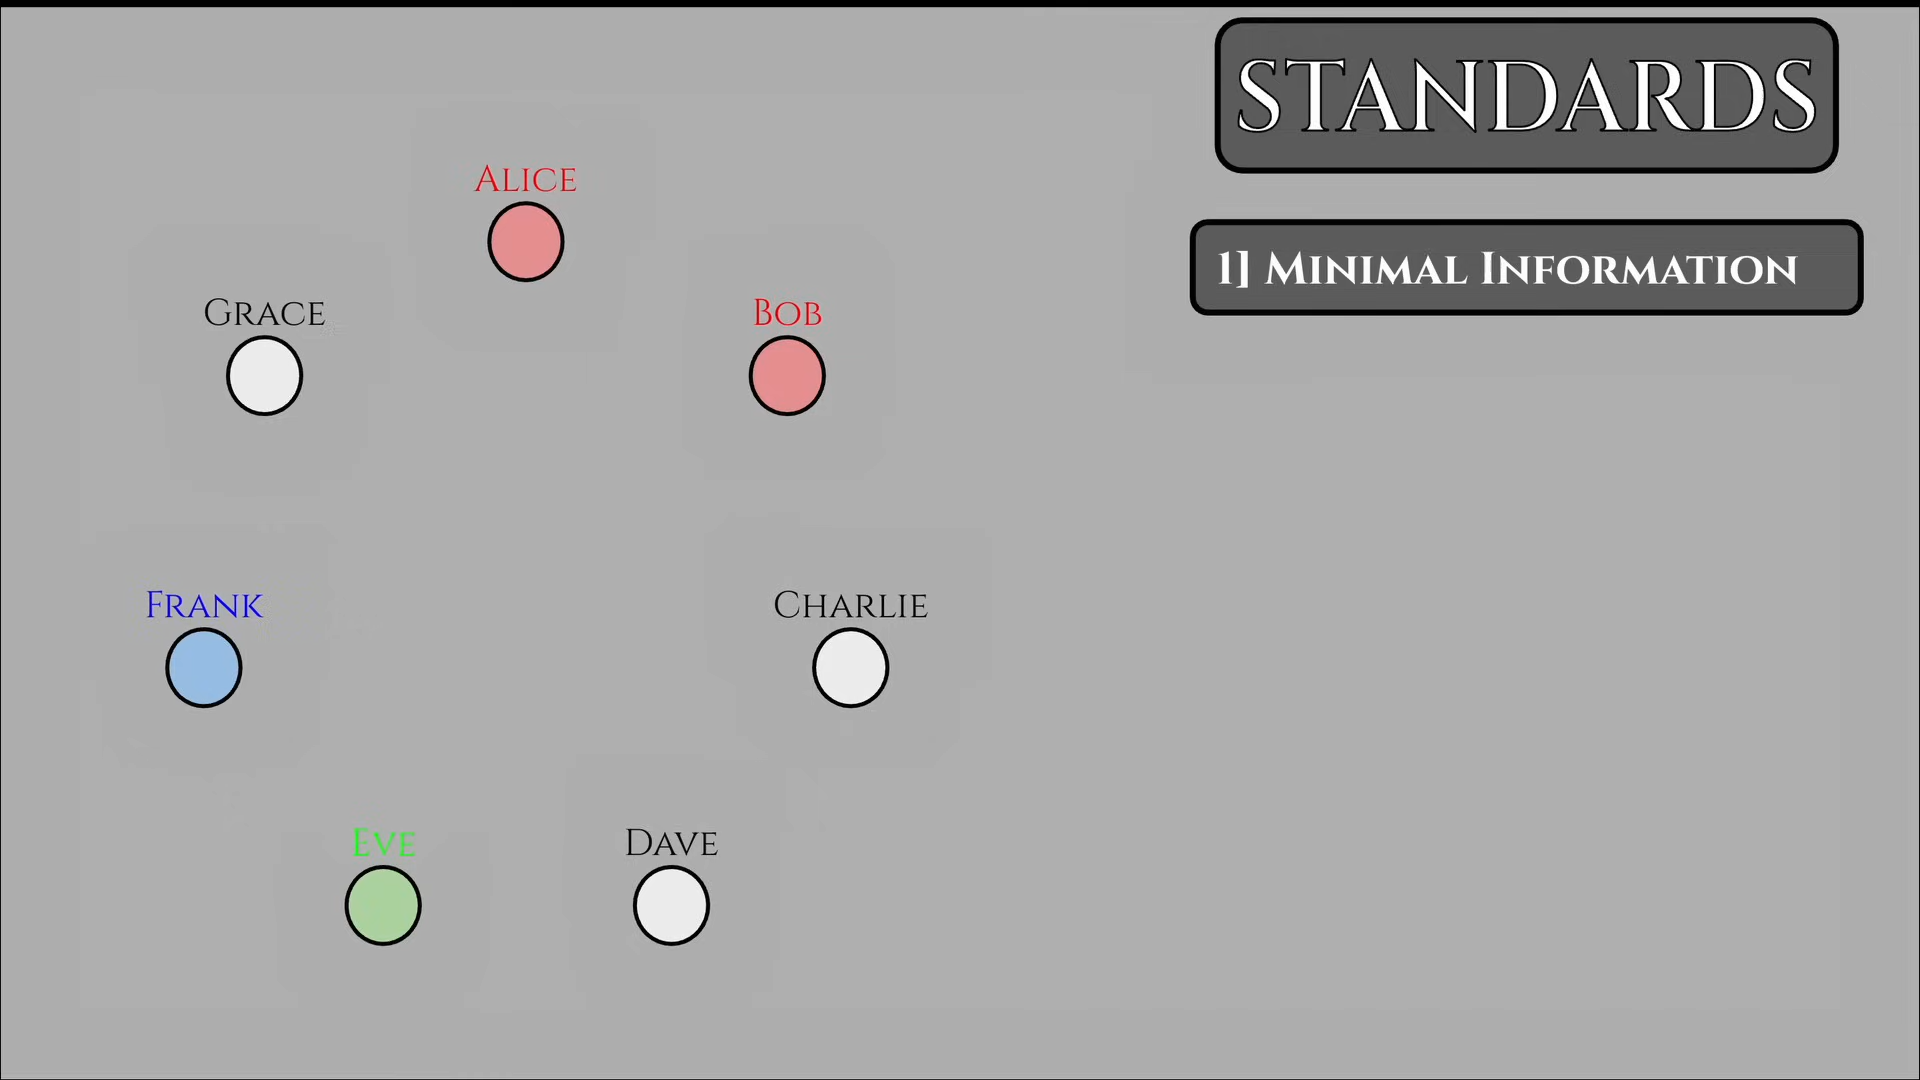 STANDARDS
1] Minimal Information
Alice
Grace
Bob
Frank
Charlie
Eve
Dave